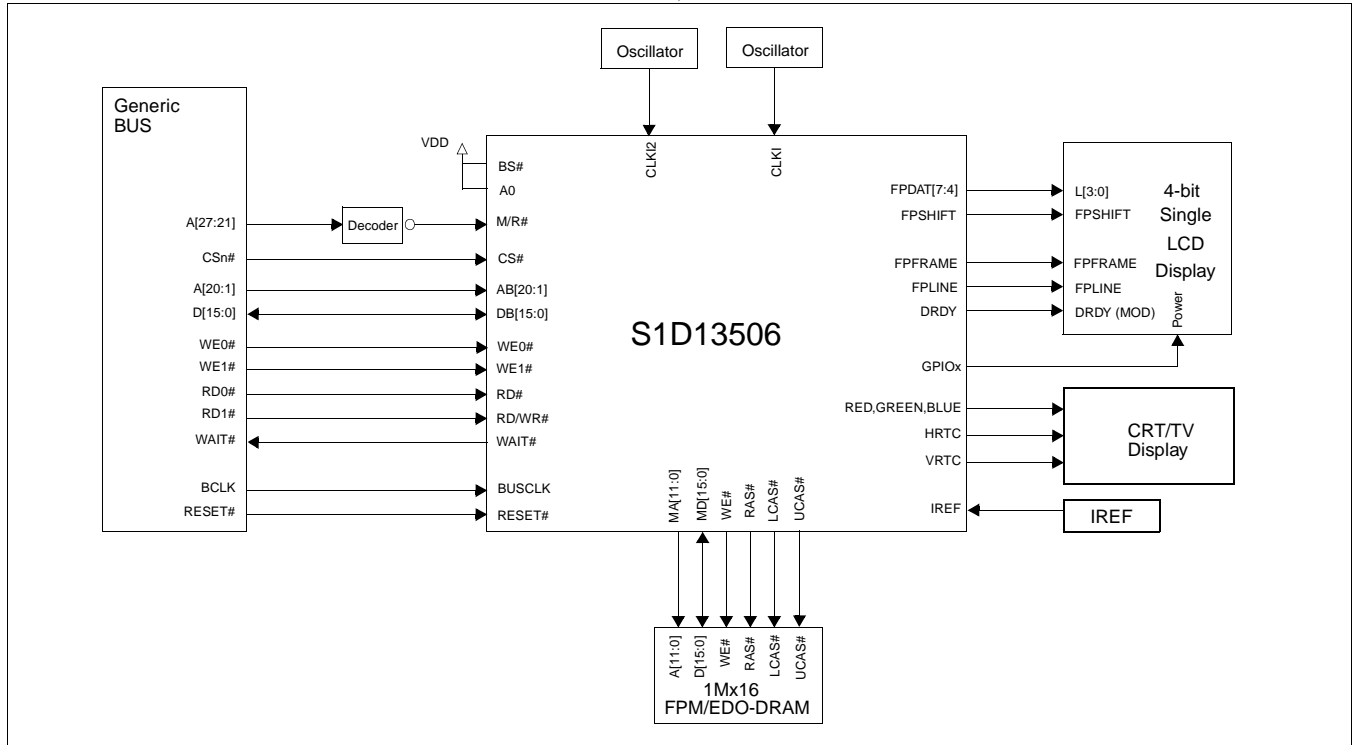 Oscillator
Oscillator
Generic
BUS
VDD
BS#
A0
CLKI2
CLKI
A[27:21]
Decoder
M/R#
CSn#
CS#
A[20:1]
AB[20:1]
D[15:0]
DB[15:0]
WE0#
WE0#
WE1#
WE1#
RD0#
RD#
RD1#
RD/WR#
WAIT#
WAIT#
BCLK
BUSCLK
RESET#
RESET#
S1D13506
FPDAT[7:4]
L[3:0]
FPSHIFT
FPSHIFT
FPFRAME
FPFRAME
FPLINE
FPLINE
DRDY
DRDY (MOD)
4-bit
Single
LCD
Display
Power
GPIOx
RED,GREEN,BLUE
HRTC
VRTC
CRT/TV
Display
IREF
IREF
MA[11:0]
MD[15:0]
WE#
RAS#
LCAS#
UCAS#
A[11:0]
D[15:0]
WE#
RAS#
LCAS#
UCAS#
1Mx16
FPM/EDO-DRAM